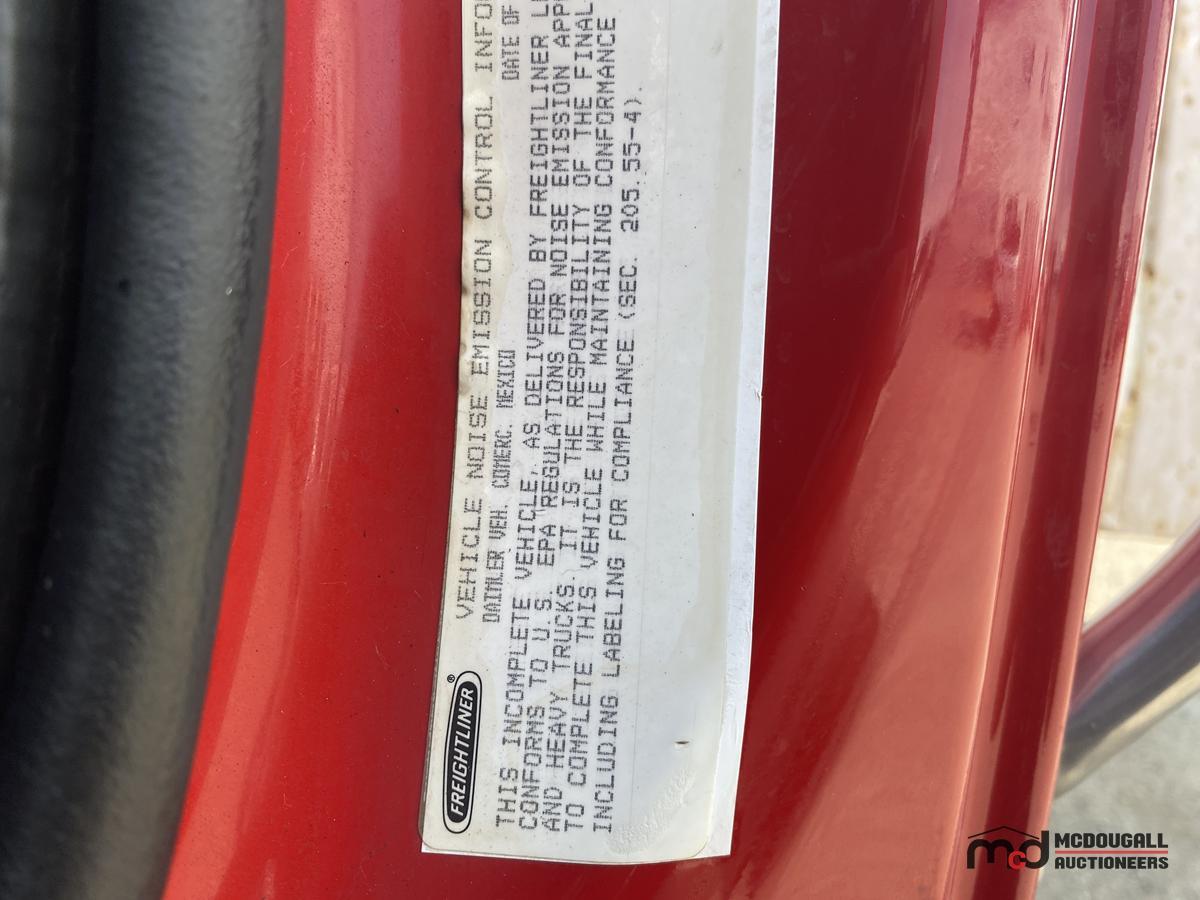 FREIGHTLINER®
VEHICLE NOISE EMISSION CONTROL
DAIMLER VEH. COMERC. MEXICO DATE OF
THIS INCOMPLETE VEHICLE, AS DELIVERED BY FREIGHTLINER
CONFORMS TO U.S. EPA REGULATIONS FOR NOISE EMISSION
AND HEAVY TRUCKS. IT IS THE RESPONSIBILITY OF THE FINAL
TO COMPLETE THIS VEHICLE WHILE MAINTAINING CONFORMANCE
INCLUDING LABELING FOR COMPLIANCE (SEC. 205.55-4).
mcd MCDOUGALL
AUCTIONEERS